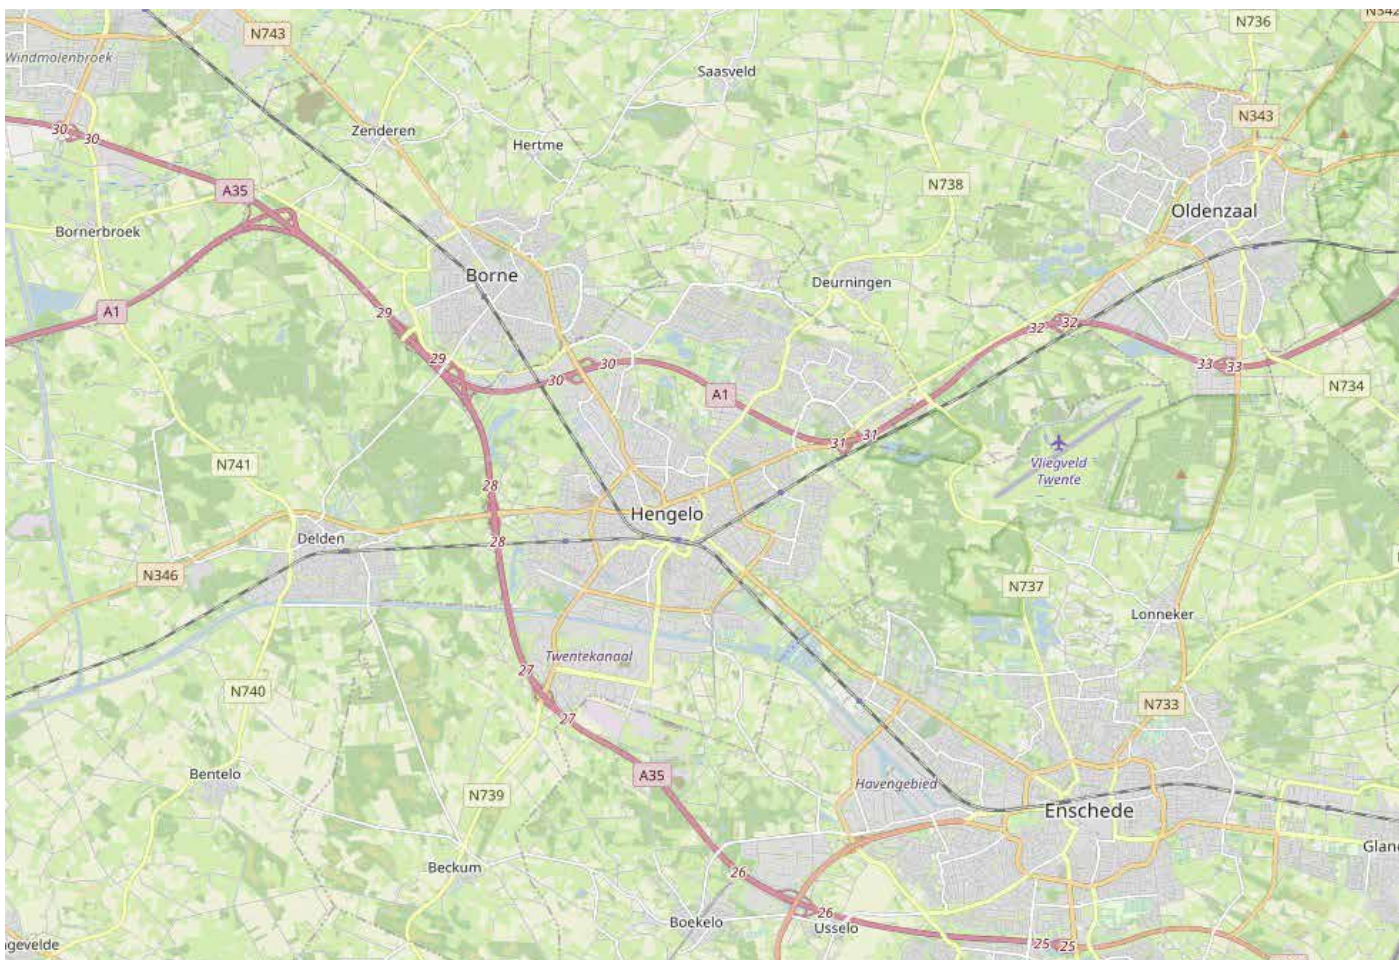 N743
N736
N342
Windmolenbroek
Saasveld
N343
30
30
Zenderen
Hertme
A35
N738
Oldenzaal
Bornerbroek
Borne
Deurningen
A1
29
32
32
29
30
30
33
33
A1
N734
31
31
Vliegveld
Twente
N741
28
Hengelo
Delden
28
N346
N737
Lonneker
Twentekanaal
27
N740
N733
27
Bentelo
A35
Havengebied
N739
Enschede
Beckum
26
26
Boekelo
Usselo
25
25